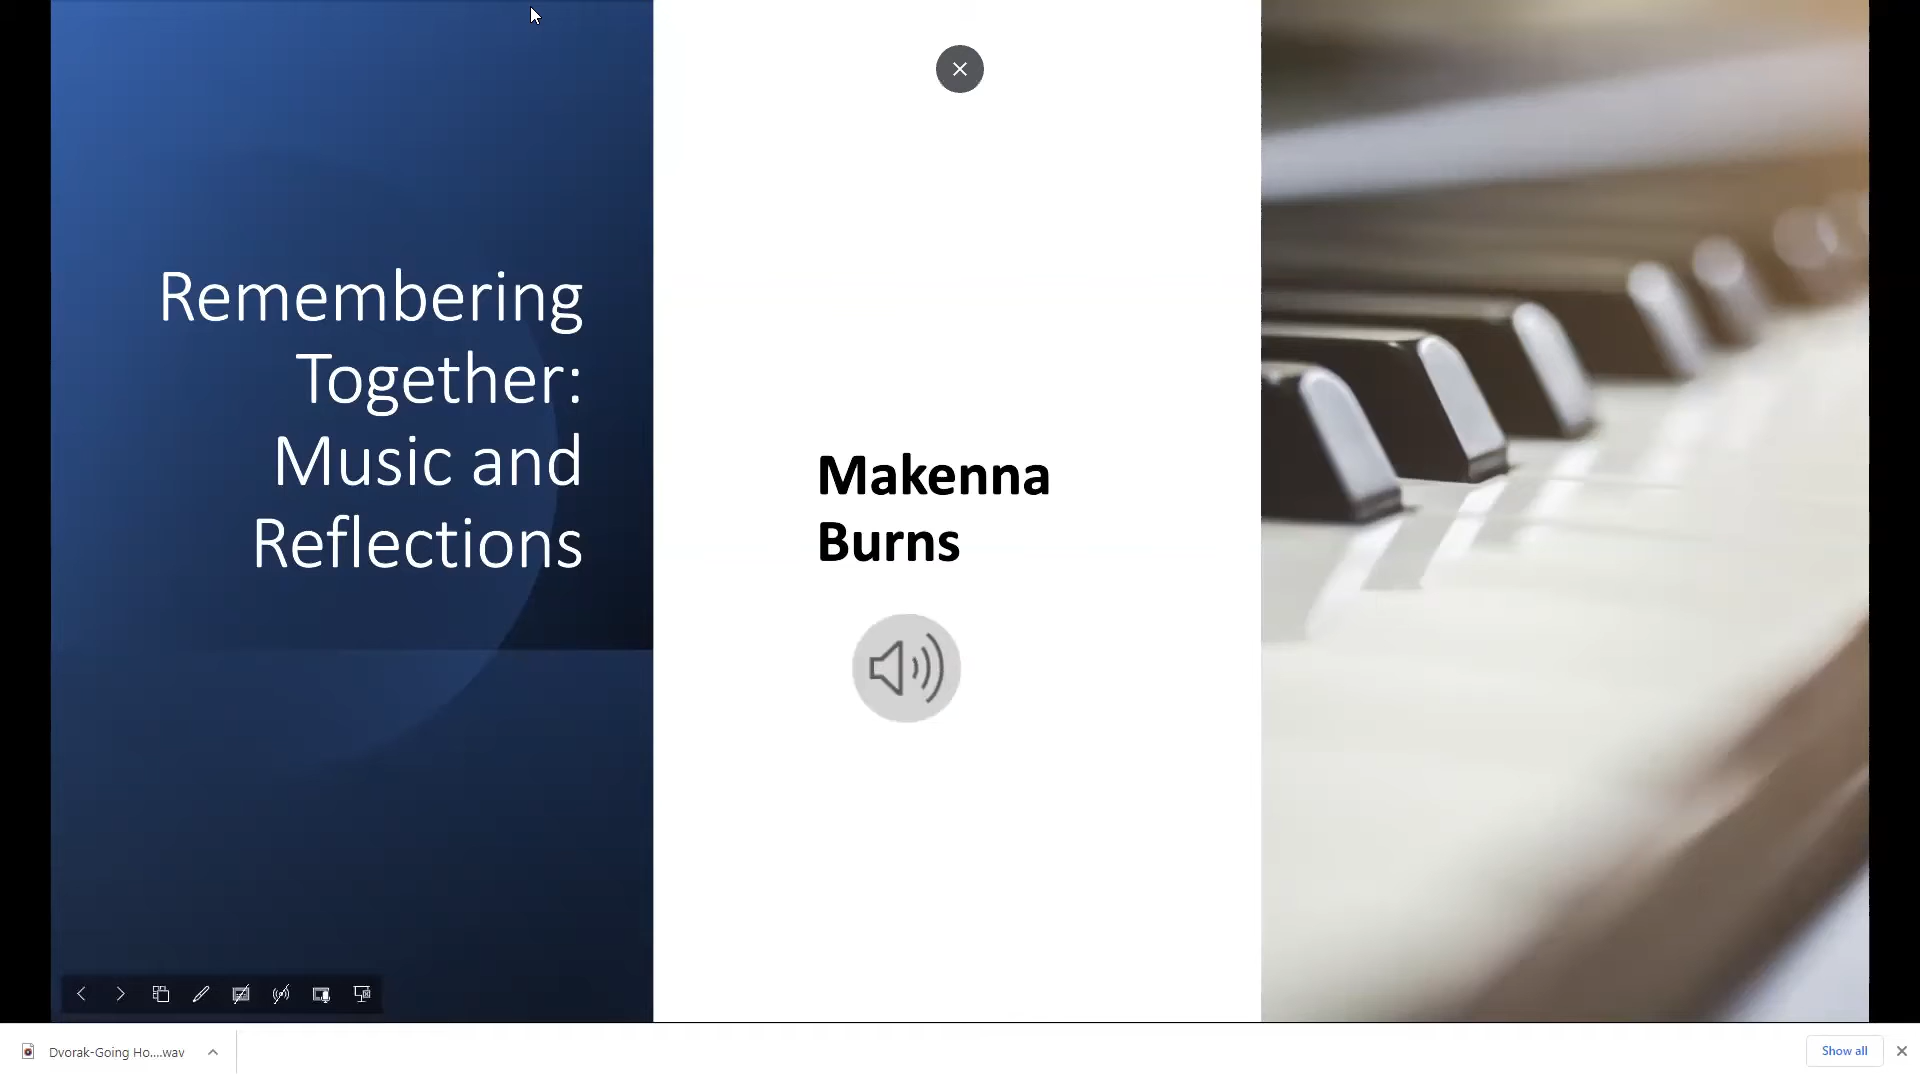 Remembering
Together:
Music and
Reflections
Makenna
Burns
Dvorak-Going Ho....wav
Show all